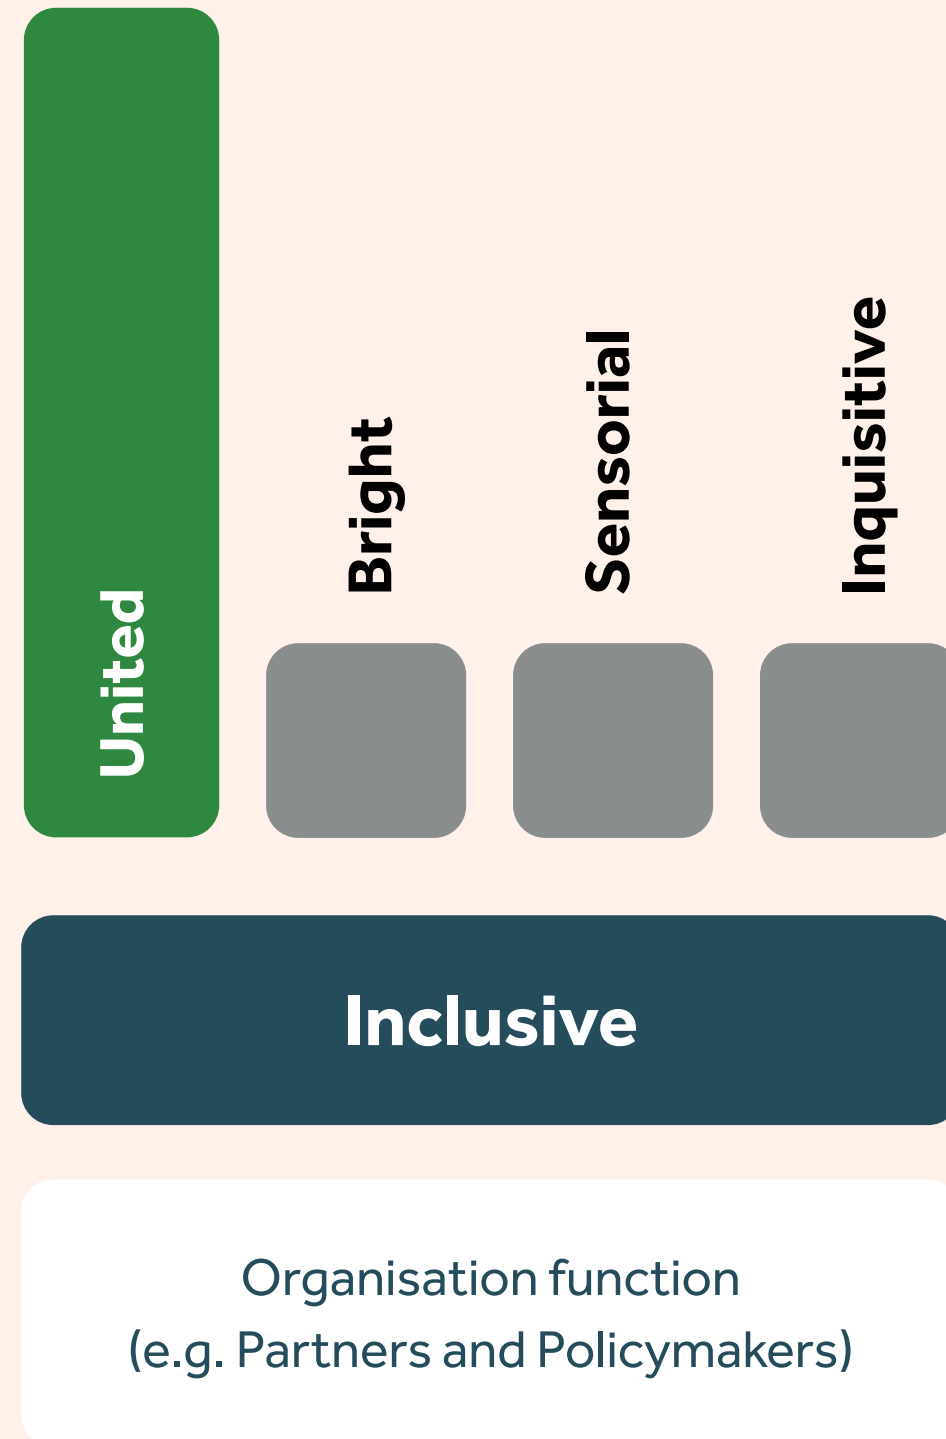 United
Bright
Sensorial
Inquisitive
Inclusive
Organisation function
(e.g. Partners and Policymakers)